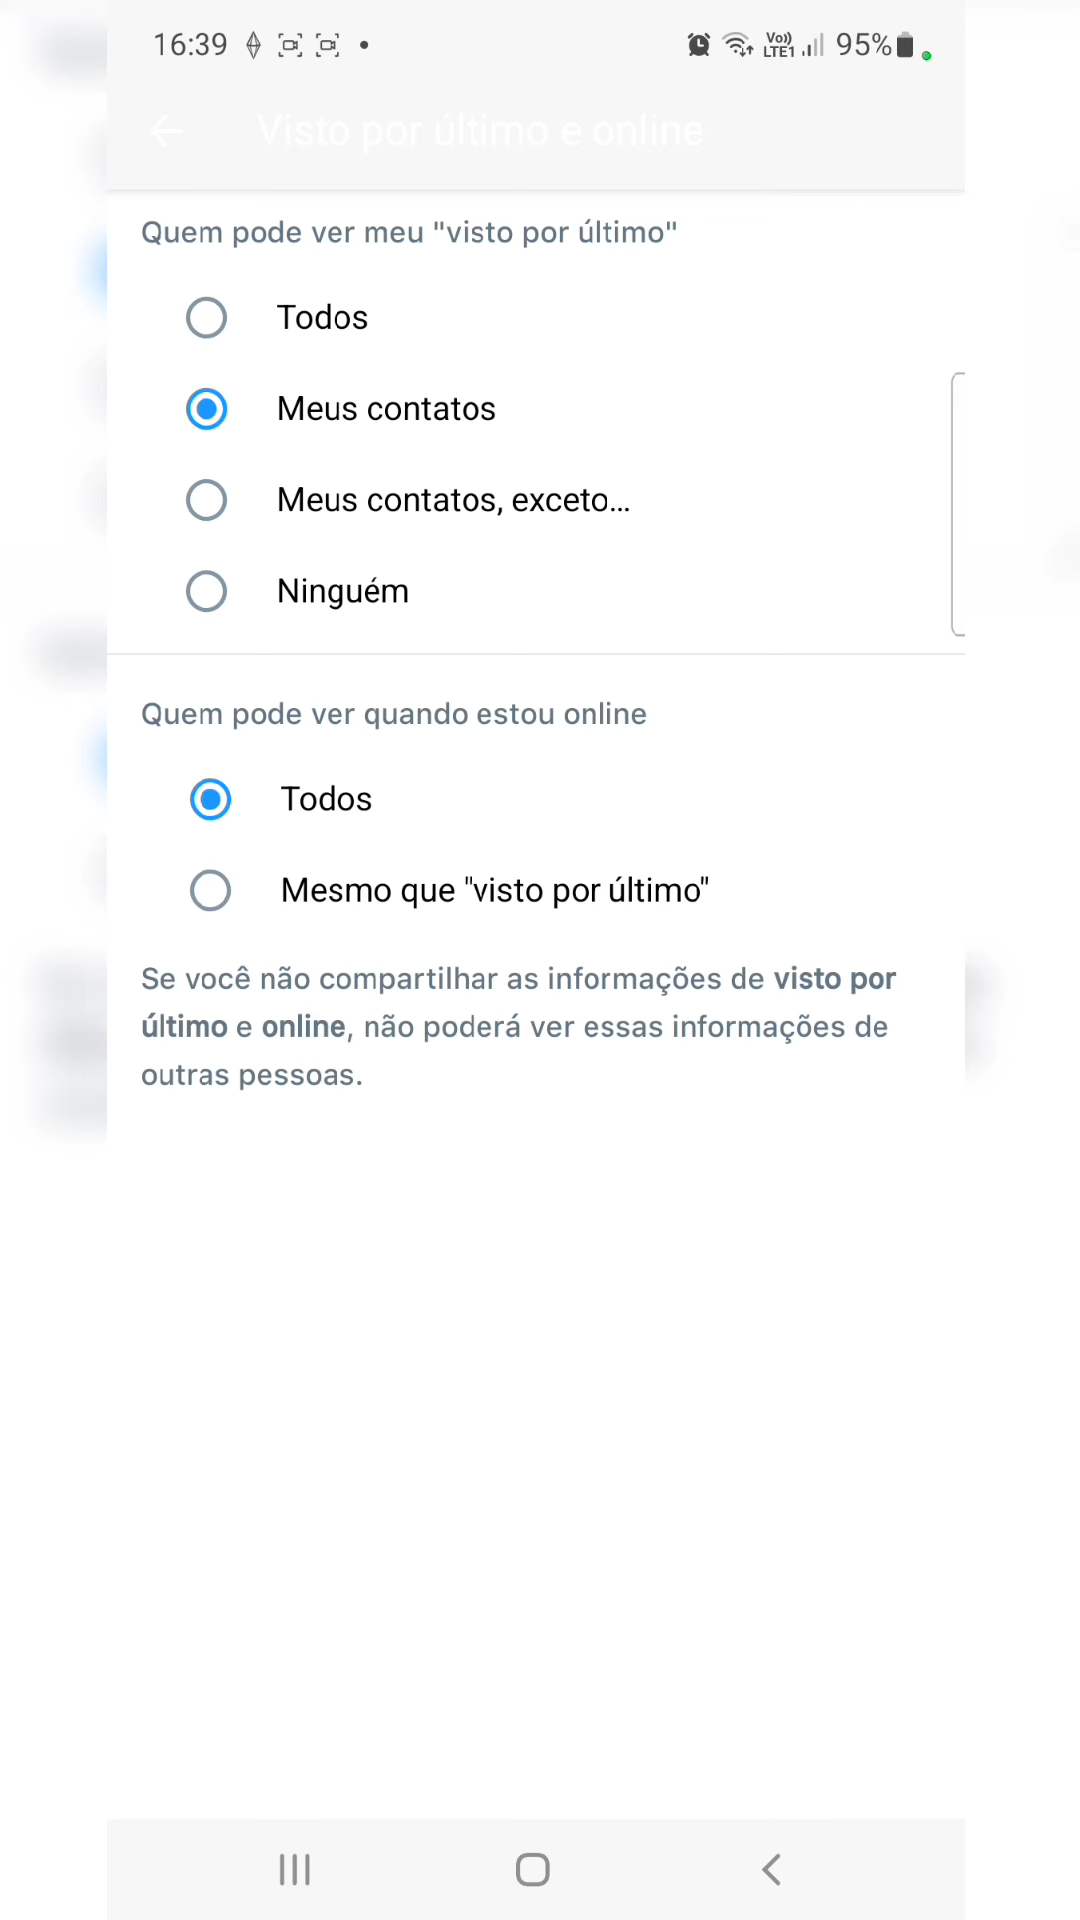 16:39
Vo)) LTE1 95%
Visto por último e online
Quem pode ver meu "visto por último"
Todos
Meus contatos
Meus contatos, exceto...
Ninguém
Quem pode ver quando estou online
Todos
Mesmo que "visto por último"
Se você não compartilhar as informações de visto por
último e online, não poderá ver essas informações de
outras pessoas.